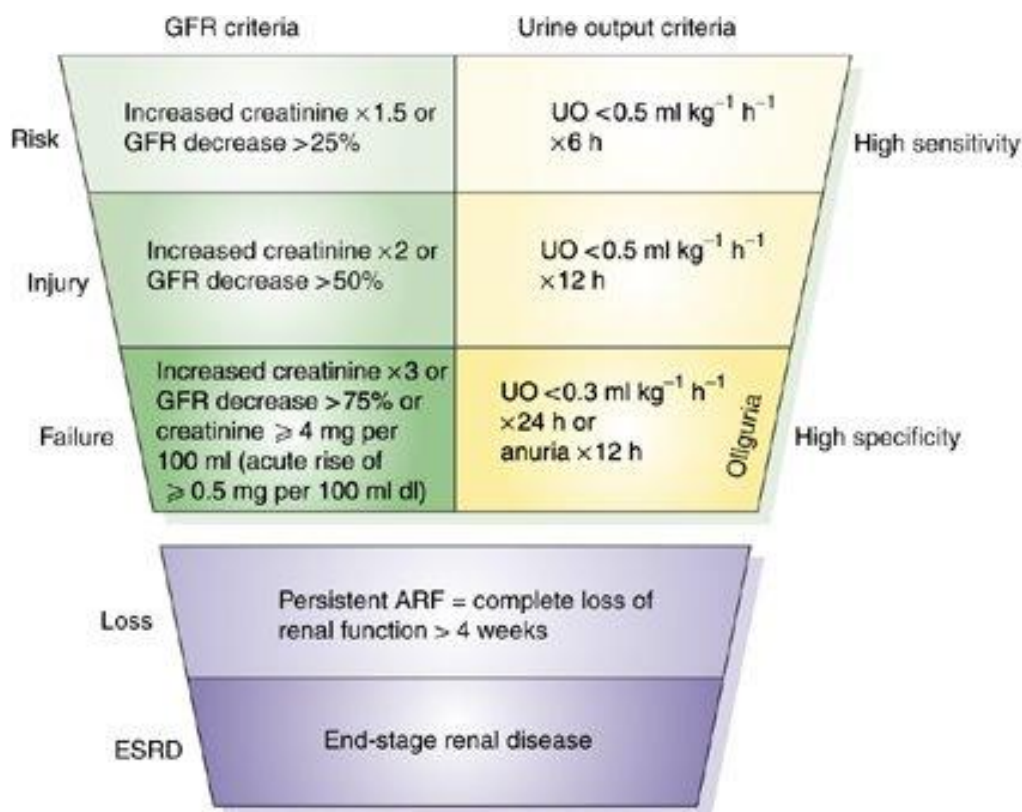 GFR criteria
Urine output criteria
Risk
Increased creatinine ×1.5 or
GFR decrease >25%
UO <0.5 ml kg⁻¹ h⁻¹
×6 h
High sensitivity
Injury
Increased creatinine ×2 or
GFR decrease >50%
UO <0.5 ml kg⁻¹ h⁻¹
×12 h
Failure
Increased creatinine ×3 or
GFR decrease >75% or
creatinine ⩾ 4 mg per
100 ml (acute rise of
⩾ 0.5 mg per 100 ml dl)
UO <0.3 ml kg⁻¹ h⁻¹
×24 h or
anuria ×12 h
Oliguria
High specificity
Loss
Persistent ARF = complete loss of
renal function > 4 weeks
ESRD
End-stage renal disease